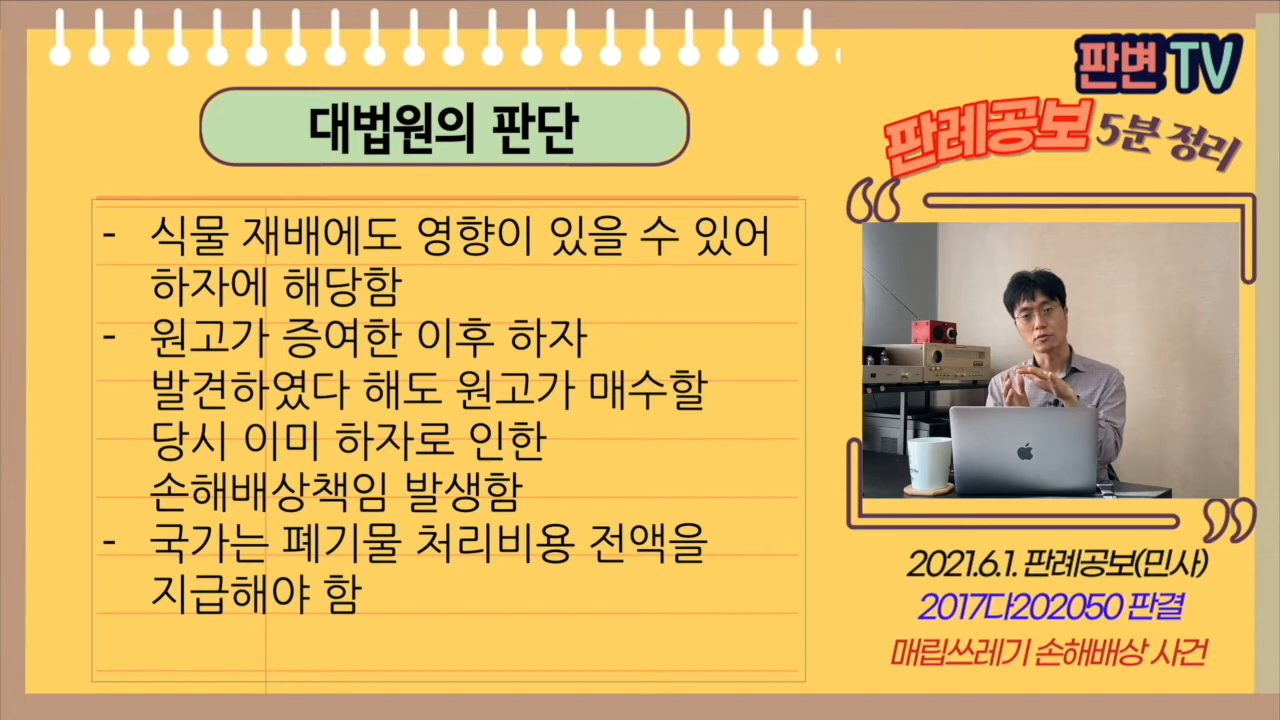 판변 TV
판례공보 5분 정리
대법원의 판단
- 식물 재배에도 영향이 있을 수 있어
하자에 해당함
- 원고가 증여한 이후 하자
발견하였다 해도 원고가 매수할
당시 이미 하자로 인한
손해배상책임 발생함
- 국가는 폐기물 처리비용 전액을
지급해야 함
2021.6.1. 판례공보(민사)
2017다202050 판결
매립쓰레기 손해배상 사건